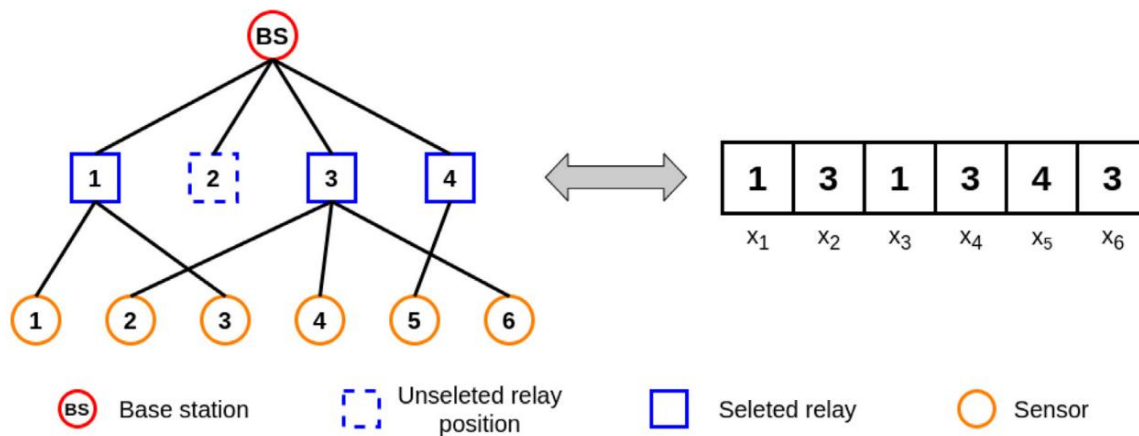 BS
1 2 3 4
1 3 1 3 4 3
x1 x2 x3 x4 x5 x6
1 2 3 4 5 6
BS Base station
Unseleted relay
position
Seleted relay
Sensor